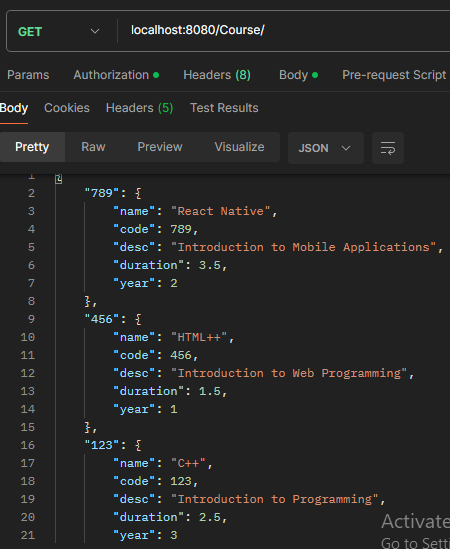 GET localhost:8080/Course/
Params Authorization Headers (8) Body Pre-request Script
Body Cookies Headers (5) Test Results
Pretty Raw Preview Visualize JSON
1 {
2 "789": {
3 "name": "React Native",
4 "code": 789,
5 "desc": "Introduction to Mobile Applications",
6 "duration": 3.5,
7 "year": 2
8 },
9 "456": {
10 "name": "HTML++",
11 "code": 456,
12 "desc": "Introduction to Web Programming",
13 "duration": 1.5,
14 "year": 1
15 },
16 "123": {
17 "name": "C++",
18 "code": 123,
19 "desc": "Introduction to Programming",
20 "duration": 2.5,
21 "year": 3
Activate
Go to Setti